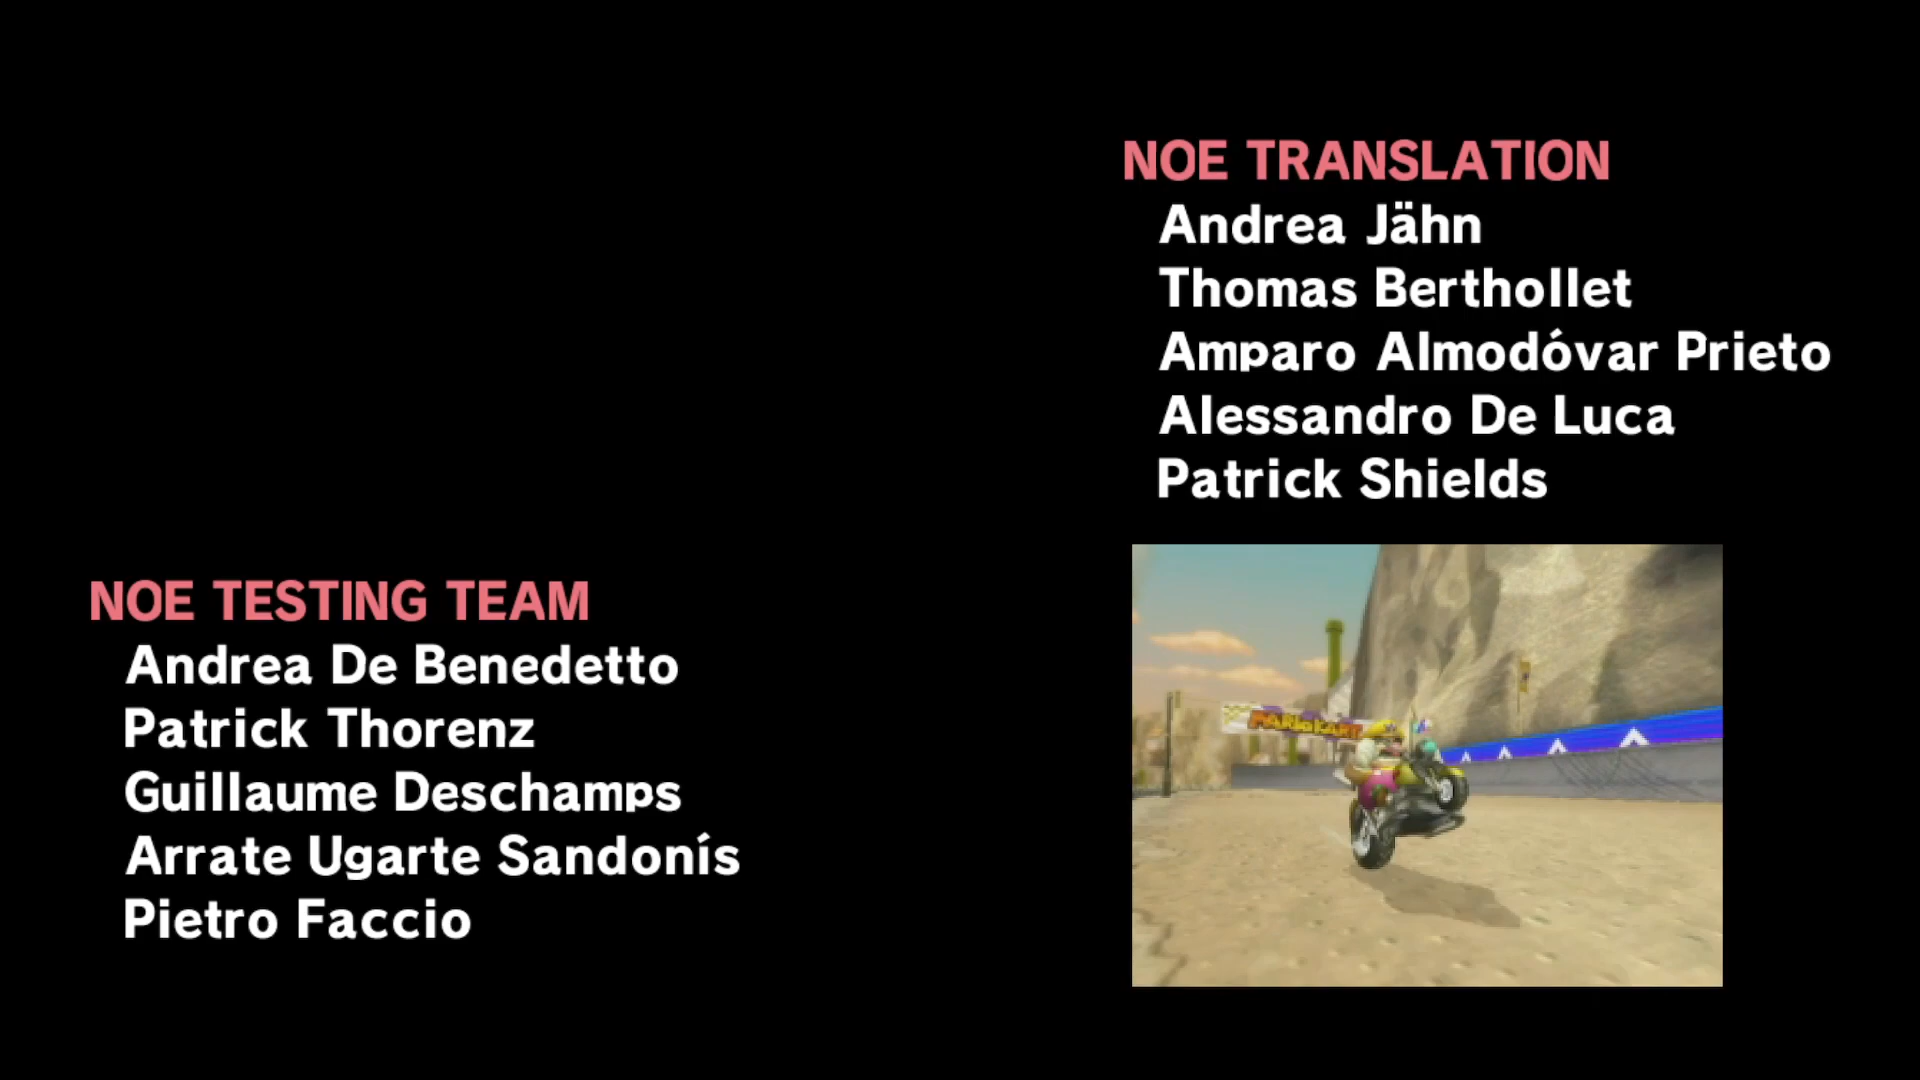 NOE TRANSLATION
Andrea Jähn
Thomas Berthollet
Amparo Almodóvar Prieto
Alessandro De Luca
Patrick Shields
NOE TESTING TEAM
Andrea De Benedetto
Patrick Thorenz
Guillaume Deschamps
Arrate Ugarte Sandonís
Pietro Faccio
MARIOKART